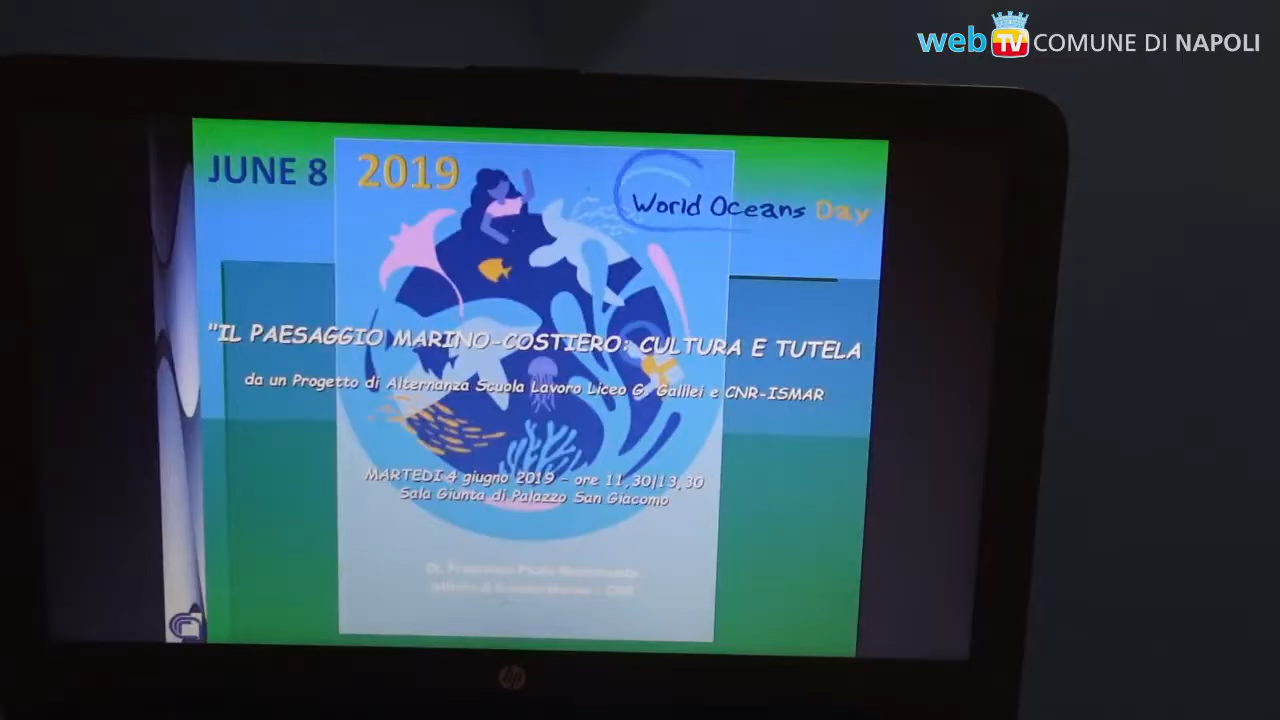 web TV COMUNE DI NAPOLI
JUNE 8 2019
World Oceans Day
"IL PAESAGGIO MARINO-COSTIERO: CULTURA E TUTELA
da un Progetto di Alternanza Scuola Lavoro Liceo G. Galilei e CNR-ISMAR
MARTEDI 4 giugno 2019 - ore 11,30/13,30
Sala Giunta di Palazzo San Giacomo
hp